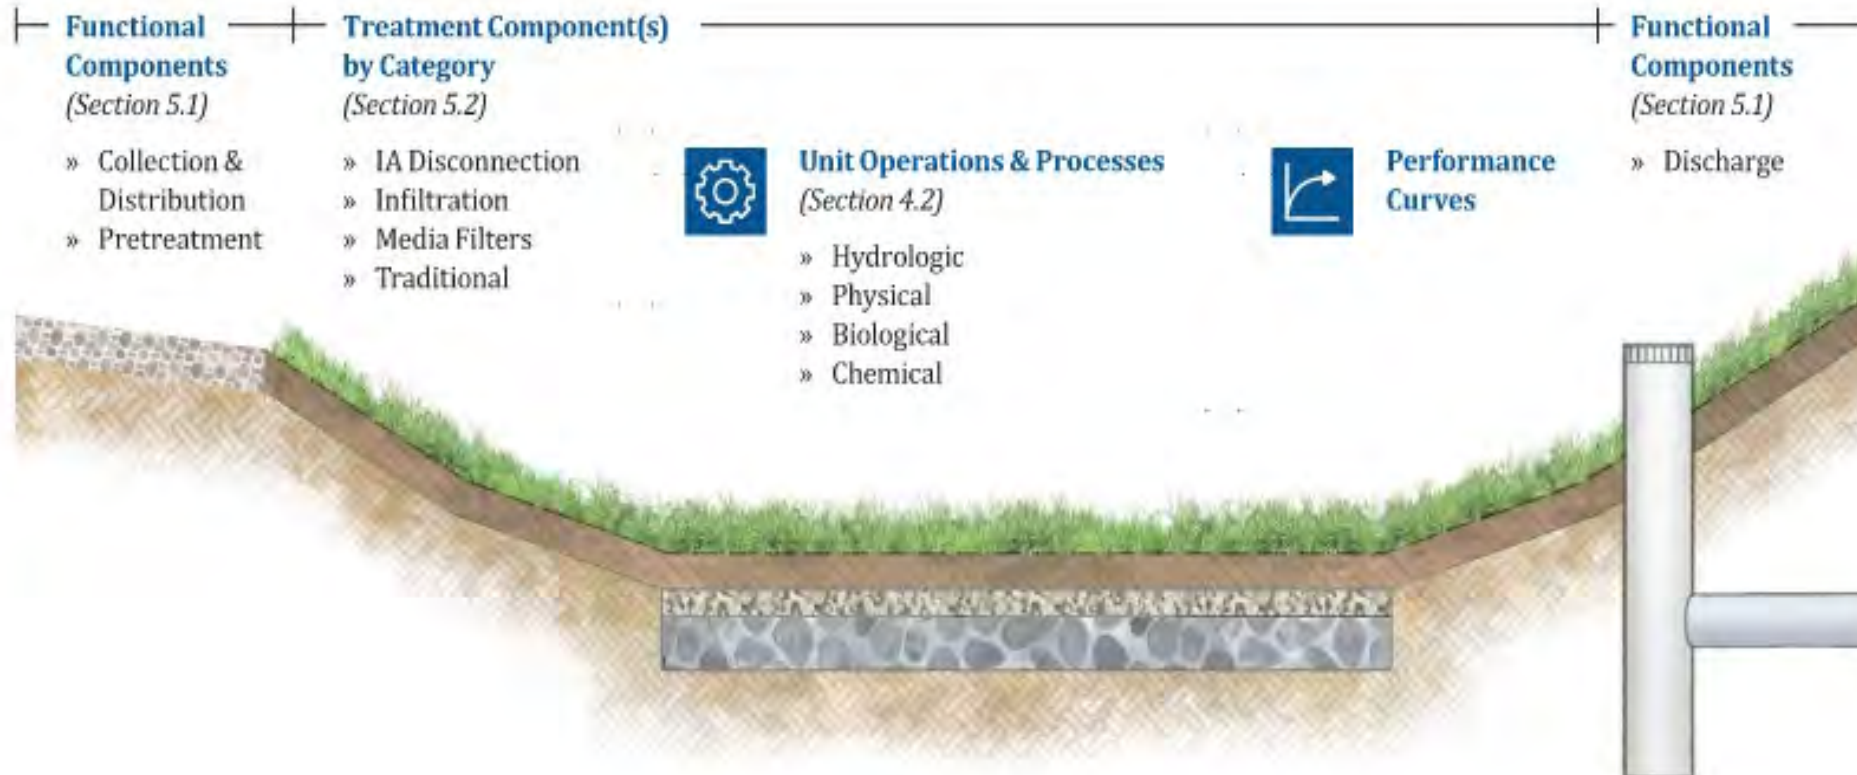 Functional
Components
(Section 5.1)
» Collection &
Distribution
» Pretreatment
Treatment Component(s)
by Category
(Section 5.2)
» IA Disconnection
» Infiltration
» Media Filters
» Traditional
Unit Operations & Processes
(Section 4.2)
» Hydrologic
» Physical
» Biological
» Chemical
Performance
Curves
Functional
Components
(Section 5.1)
» Discharge